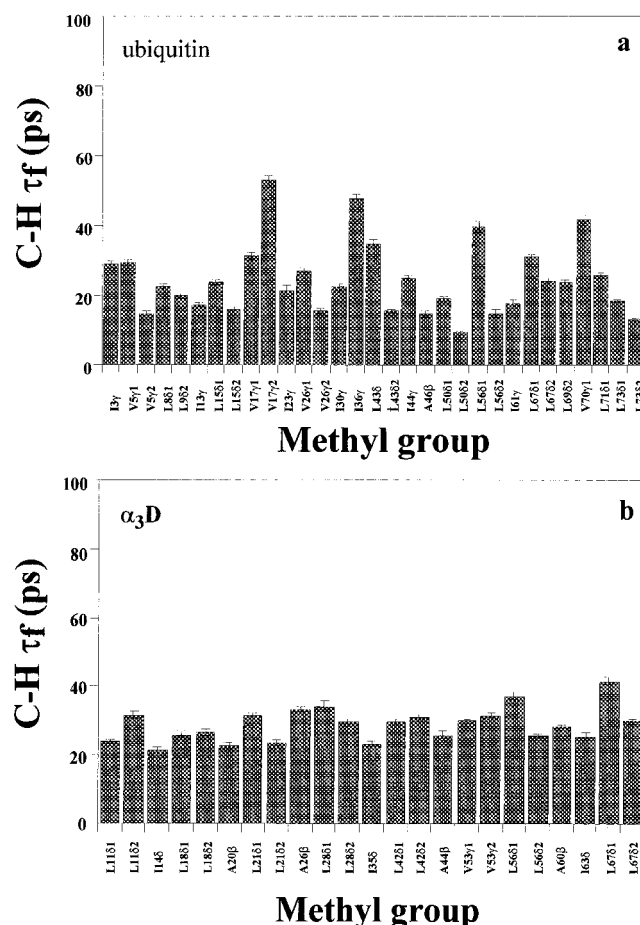 100
ubiquitin
a
80
60
40
20
0
C-H τf (ps)
I3γ V5γ1 V5γ2 L8δ1 L9δ2 I13γ L15δ1 L15δ2 V17γ1 V17γ2 I23γ V26γ1 V26γ2 I30γ I36γ L43δ L43δ2 I44γ A46β L50δ1 L50δ2 L56δ1 L56δ2 I61γ L67δ1 L67δ2 L69δ2 V70γ1 L71δ1 L73δ1 L73δ2
Methyl group
100
α₃D
b
80
60
40
20
0
C-H τf (ps)
L11δ1 L11δ2 I14δ L18δ1 L18δ2 A20β L21δ1 L21δ2 A26β L28δ1 L28δ2 I35δ L42δ1 L42δ2 A44β V53γ1 V53γ2 L56δ1 L56δ2 A60β I63δ L67δ1 L67δ2
Methyl group